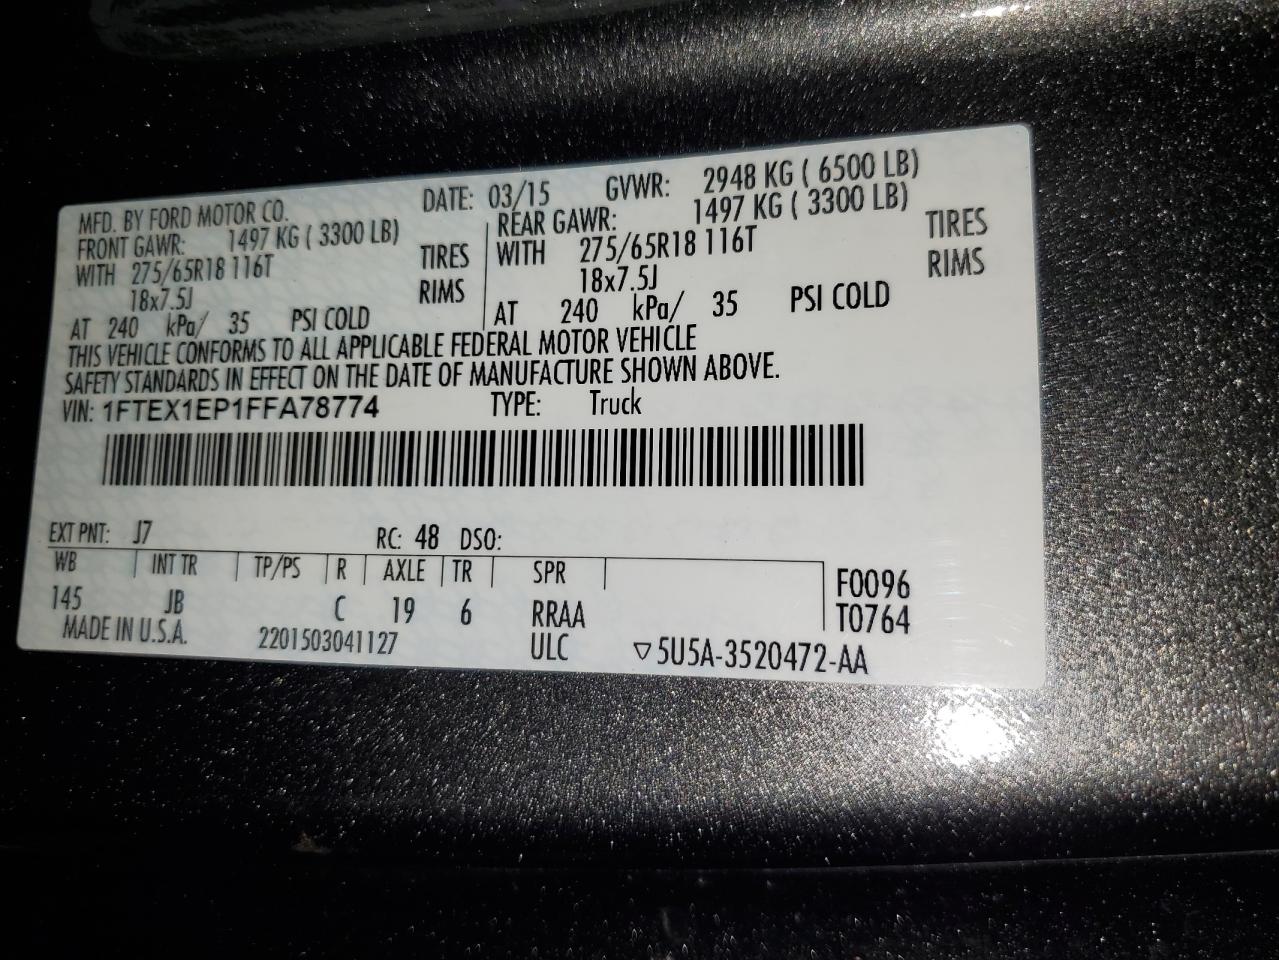 MFD. BY FORD MOTOR CO. DATE: 03/15 GVWR: 2948 KG ( 6500 LB)
FRONT GAWR: 1497 KG ( 3300 LB) REAR GAWR: 1497 KG ( 3300 LB)
WITH 275/65R18 116T TIRES WITH 275/65R18 116T TIRES
18x7.5J RIMS 18x7.5J RIMS
AT 240 kPa/ 35 PSI COLD AT 240 kPa/ 35 PSI COLD
THIS VEHICLE CONFORMS TO ALL APPLICABLE FEDERAL MOTOR VEHICLE
SAFETY STANDARDS IN EFFECT ON THE DATE OF MANUFACTURE SHOWN ABOVE.
VIN: 1FTEX1EP1FFA78774 TYPE: Truck
EXT PNT: J7 RC: 48 DSO:
WB INT TR TP/PS R AXLE TR SPR F0096
145 JB C 19 6 RRAA T0764
MADE IN U.S.A. 2201503041127 ULC ▽5U5A-3520472-AA